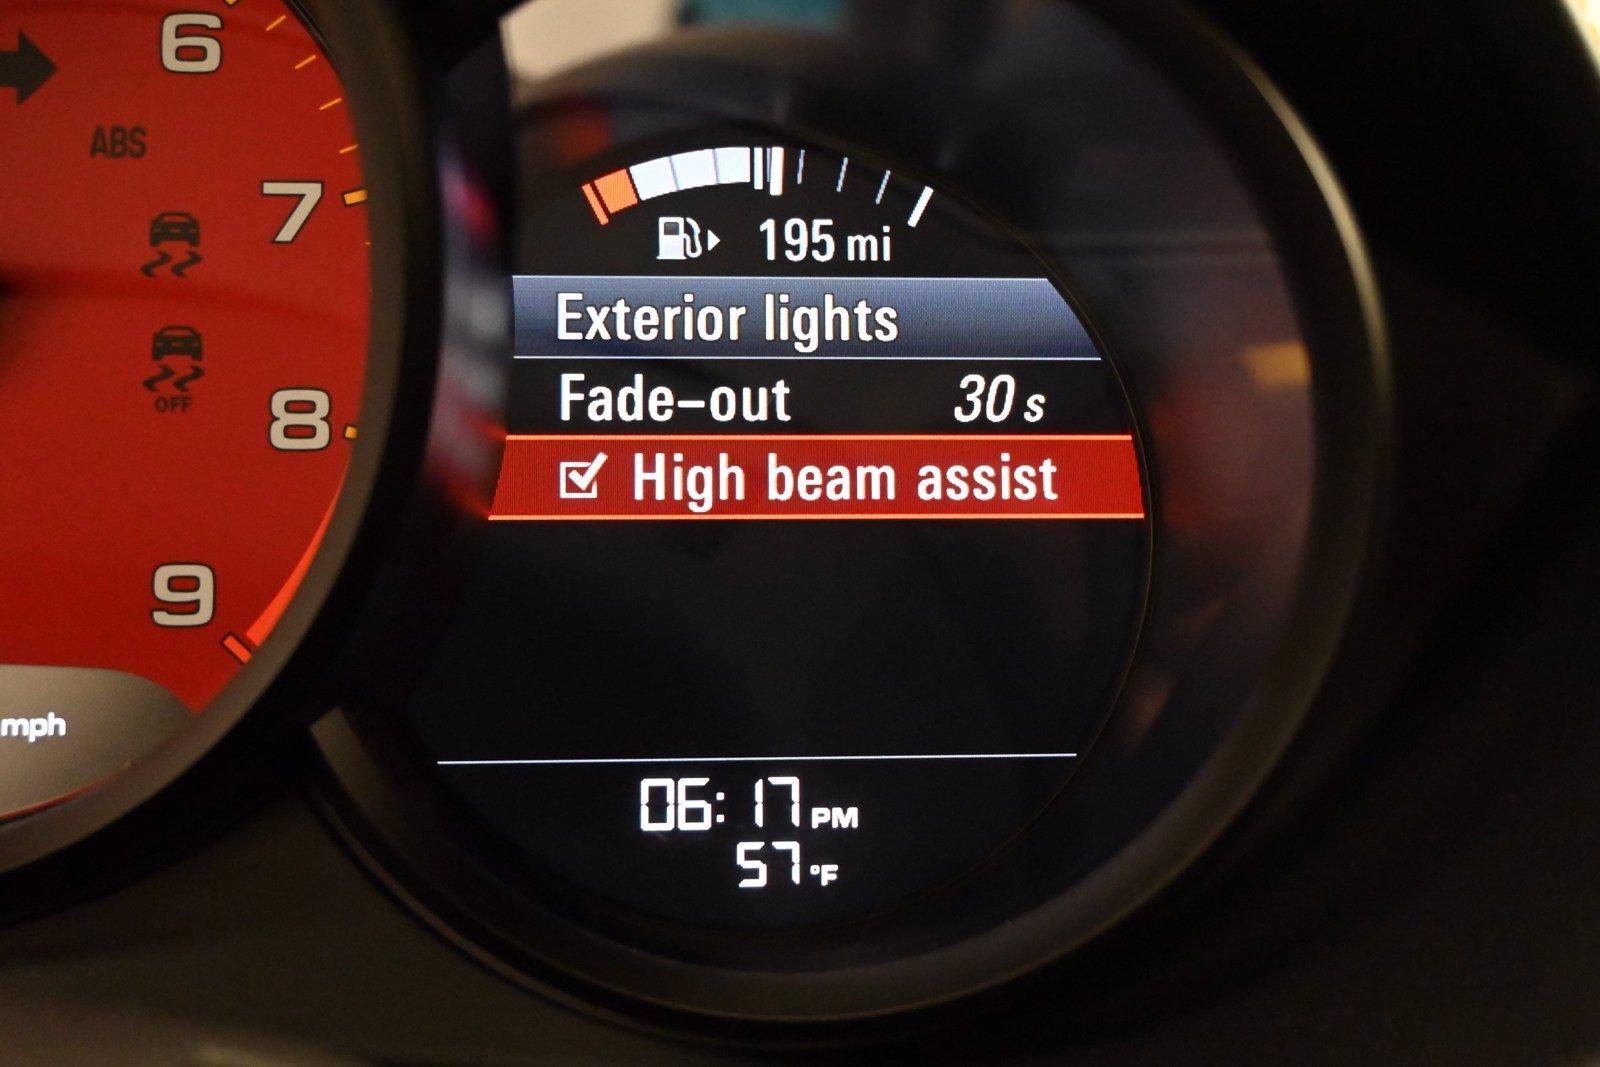 6
ABS
7
OFF
8
9
mph
195 mi
Exterior lights
Fade-out 30 s
High beam assist
06:17 PM
57 °F